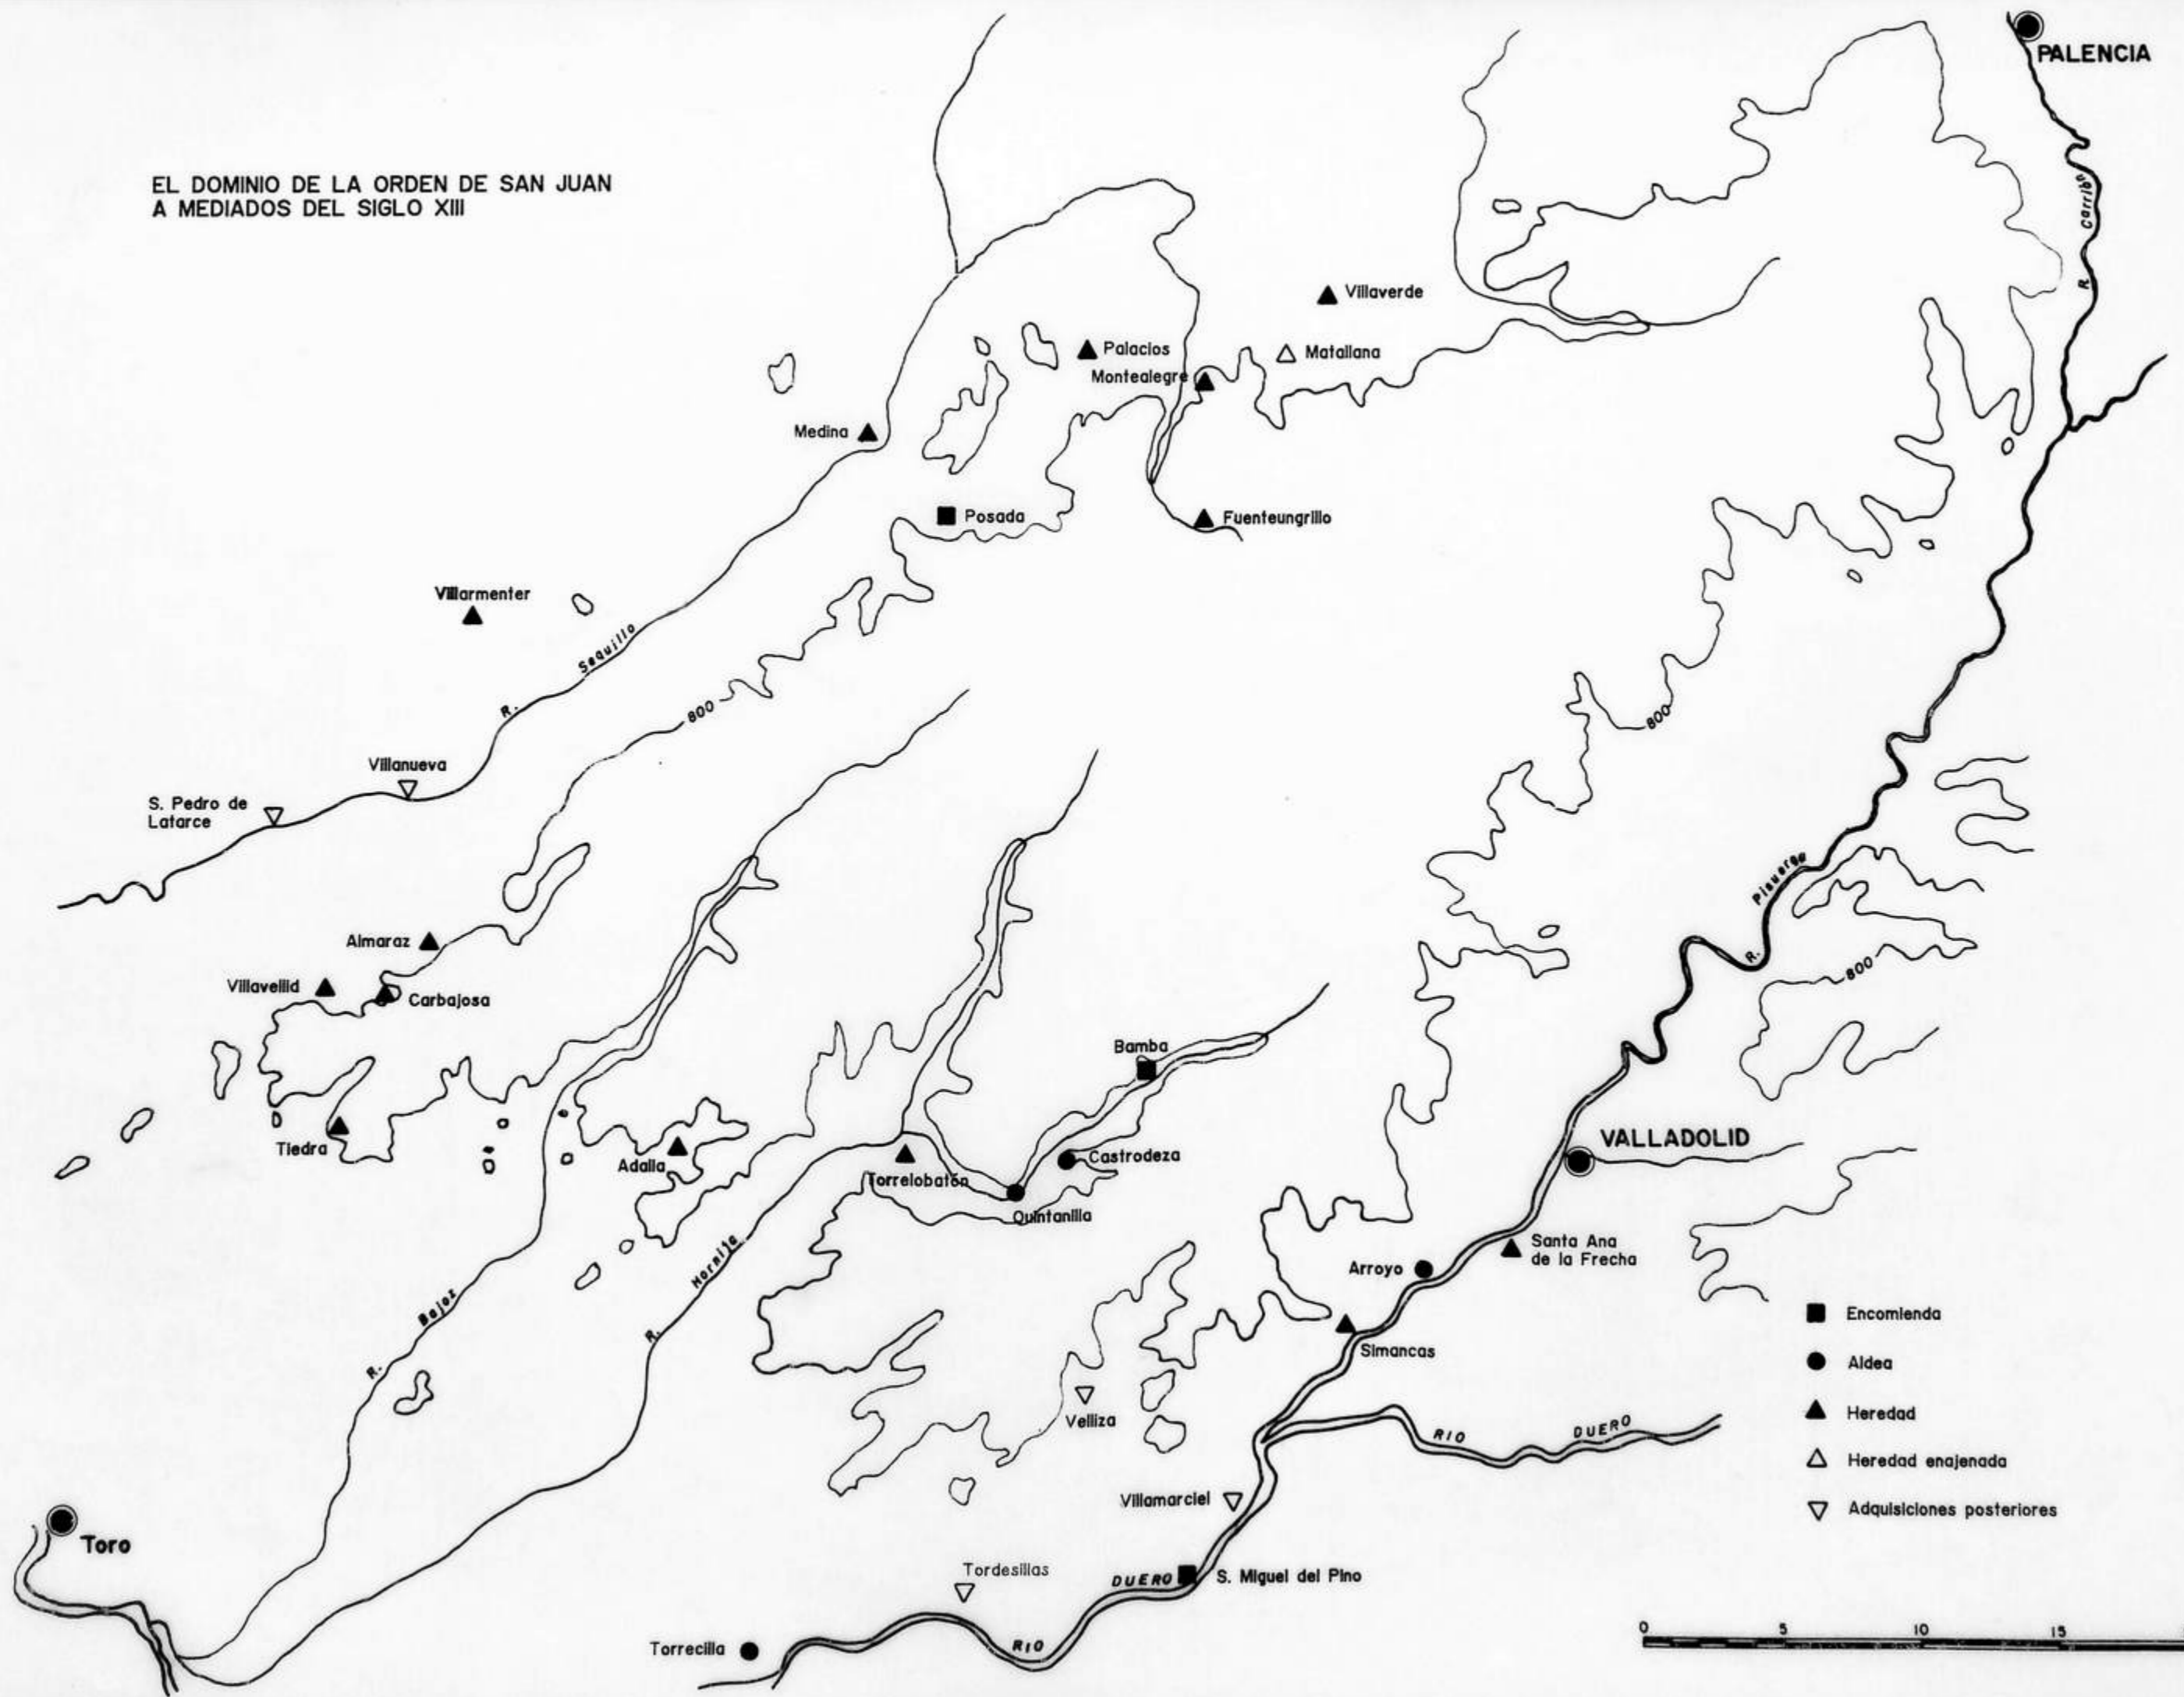 PALENCIA
EL DOMINIO DE LA ORDEN DE SAN JUAN
A MEDIADOS DEL SIGLO XIII
R. Carrión
Villaverde
Palacios
Matallana
Montealegre
Medina
Posada
Fuenteungrillo
Villarmenter
R. Sequillo
800
800
Villanueva
S. Pedro de
Latarce
R. Pisuerga
Almaraz
800
Villavellid
Carbajosa
Bamba
Tiedra
VALLADOLID
Adalia
Castrodeza
Torrelobatón
Quintanilla
Santa Ana
de la Frecha
Arroyo
R. Hornija
R. Bajoz
Simancas
Encomienda
Aldea
Velliza
Heredad
RIO DUERO
Heredad enajenada
Villamarciel
Adquisiciones posteriores
Toro
Tordesillas
DUERO
S. Miguel del Pino
Torrecilla
RIO
0 5 10 15